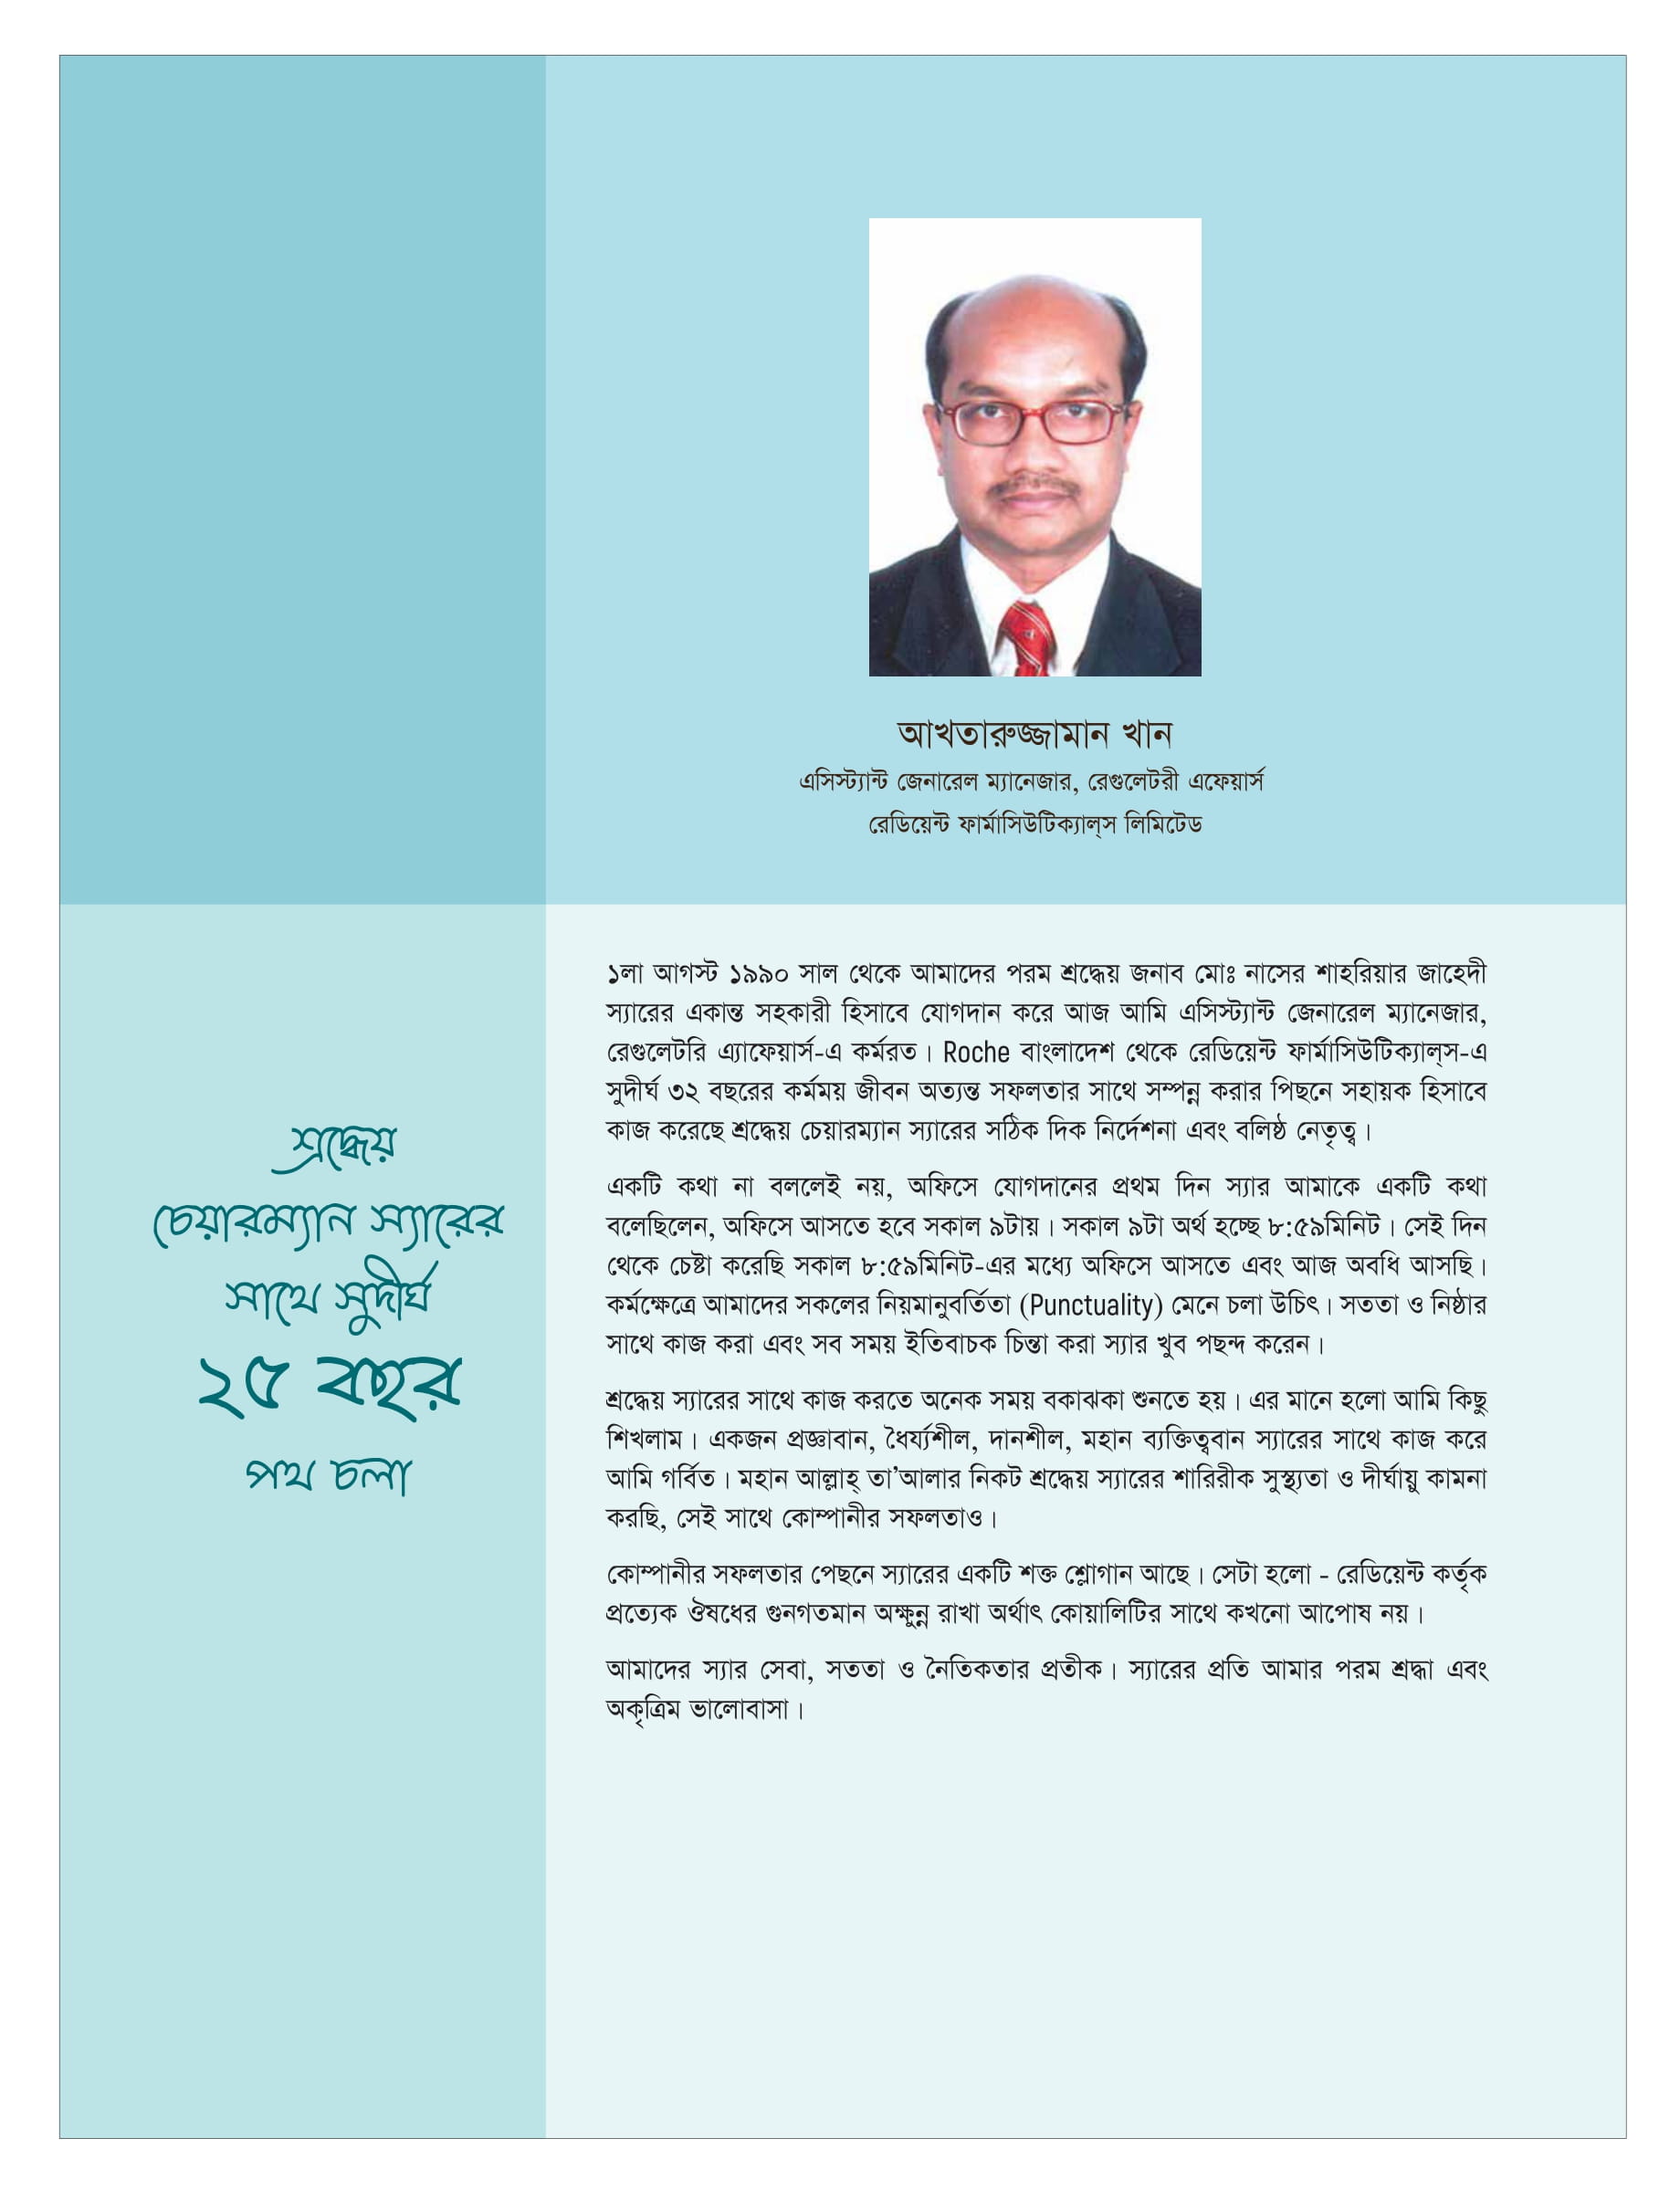 আখতারুজ্জামান খান
এসিস্ট্যান্ট জেনারেল ম্যানেজার, রেগুলেটরী এফেয়ার্স
রেডিয়েন্ট ফার্মাসিউটিক্যাল্‌স লিমিটেড
শ্রদ্ধেয়
চেয়ারম্যান স্যারের
সাথে সুদীর্ঘ
২৫ বছর
পথ চলা
১লা আগস্ট ১৯৯০ সাল থেকে আমাদের পরম শ্রদ্ধেয় জনাব মোঃ নাসের শাহরিয়ার জাহেদী
স্যারের একান্ত সহকারী হিসাবে যোগদান করে আজ আমি এসিস্ট্যান্ট জেনারেল ম্যানেজার,
রেগুলেটরি এ্যাফেয়ার্স-এ কর্মরত। Roche বাংলাদেশ থেকে রেডিয়েন্ট ফার্মাসিউটিক্যাল্‌স-এ
সুদীর্ঘ ৩২ বছরের কর্মময় জীবন অত্যন্ত সফলতার সাথে সম্পন্ন করার পিছনে সহায়ক হিসাবে
কাজ করেছে শ্রদ্ধেয় চেয়ারম্যান স্যারের সঠিক দিক নির্দেশনা এবং বলিষ্ঠ নেতৃত্ব।
একটি কথা না বললেই নয়, অফিসে যোগদানের প্রথম দিন স্যার আমাকে একটি কথা
বলেছিলেন, অফিসে আসতে হবে সকাল ৯টায়। সকাল ৯টা অর্থ হচ্ছে ৮:৫৯মিনিট। সেই দিন
থেকে চেষ্টা করেছি সকাল ৮:৫৯মিনিট-এর মধ্যে অফিসে আসতে এবং আজ অবধি আসছি।
কর্মক্ষেত্রে আমাদের সকলের নিয়মানুবর্তিতা (Punctuality) মেনে চলা উচিৎ। সততা ও নিষ্ঠার
সাথে কাজ করা এবং সব সময় ইতিবাচক চিন্তা করা স্যার খুব পছন্দ করেন।
শ্রদ্ধেয় স্যারের সাথে কাজ করতে অনেক সময় বকাঝকা শুনতে হয়। এর মানে হলো আমি কিছু
শিখলাম। একজন প্রজ্ঞাবান, ধৈর্য্যশীল, দানশীল, মহান ব্যক্তিত্ববান স্যারের সাথে কাজ করে
আমি গর্বিত। মহান আল্লাহ্ তা’আলার নিকট শ্রদ্ধেয় স্যারের শারিরীক সুস্থ্যতা ও দীর্ঘায়ু কামনা
করছি, সেই সাথে কোম্পানীর সফলতাও।
কোম্পানীর সফলতার পেছনে স্যারের একটি শক্ত শ্লোগান আছে। সেটা হলো - রেডিয়েন্ট কর্তৃক
প্রত্যেক ঔষধের গুনগতমান অক্ষুন্ন রাখা অর্থাৎ কোয়ালিটির সাথে কখনো আপোষ নয়।
আমাদের স্যার সেবা, সততা ও নৈতিকতার প্রতীক। স্যারের প্রতি আমার পরম শ্রদ্ধা এবং
অকৃত্রিম ভালোবাসা।